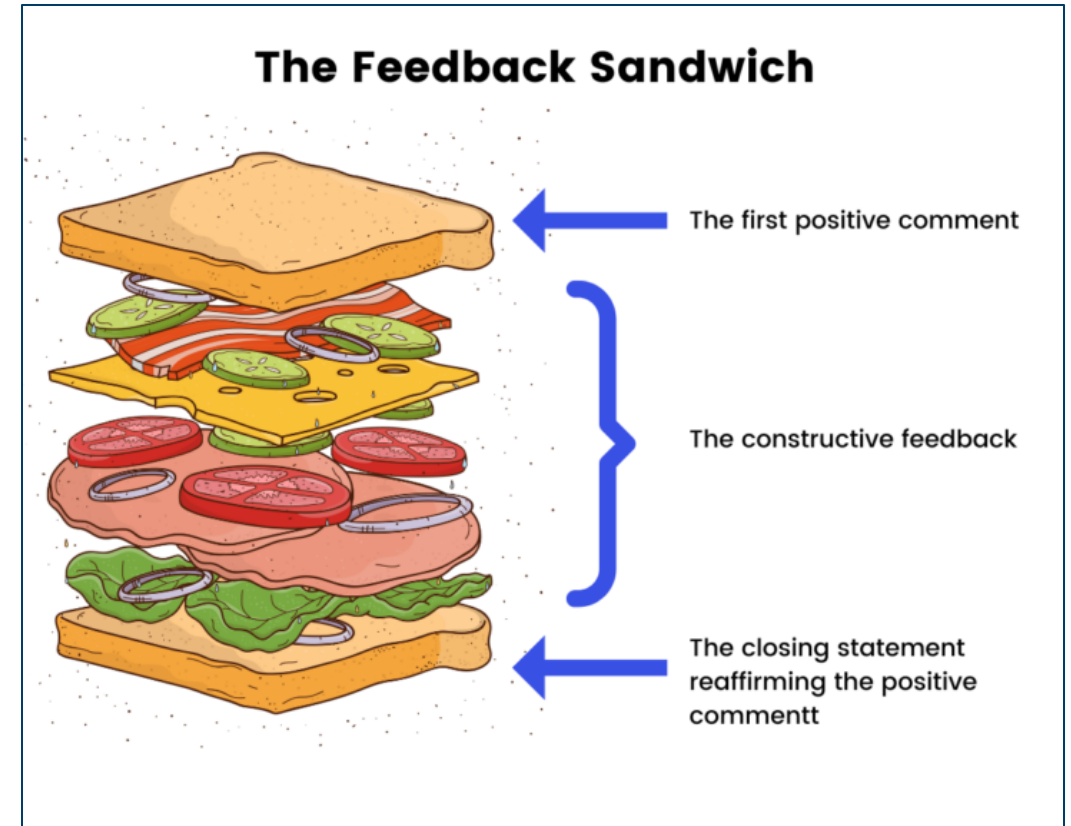 The Feedback Sandwich
The first positive comment
The constructive feedback
The closing statement
reaffirming the positive
commentt